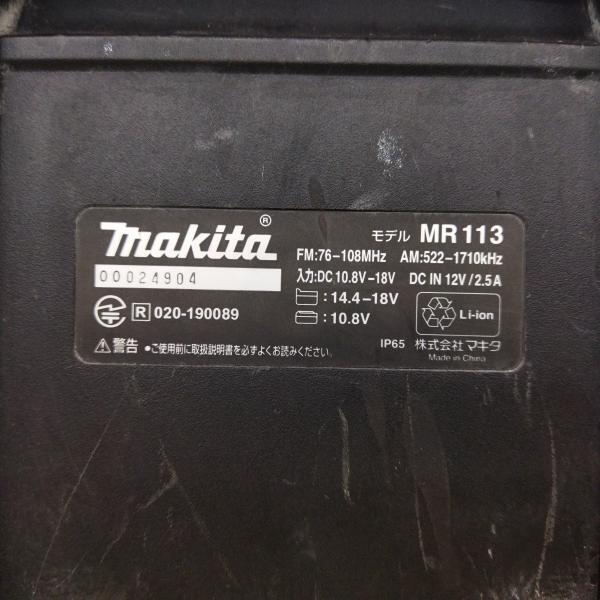 makita®
モデル MR113
00024904
FM:76-108MHz AM:522-1710kHz
入力:DC 10.8V-18V DC IN 12V/2.5A
:14.4-18V
:10.8V
Li-ion
R 020-190089
警告 ●ご使用前に取扱説明書を必ずよくお読みください。
IP65 株式会社マキタ
Made in China